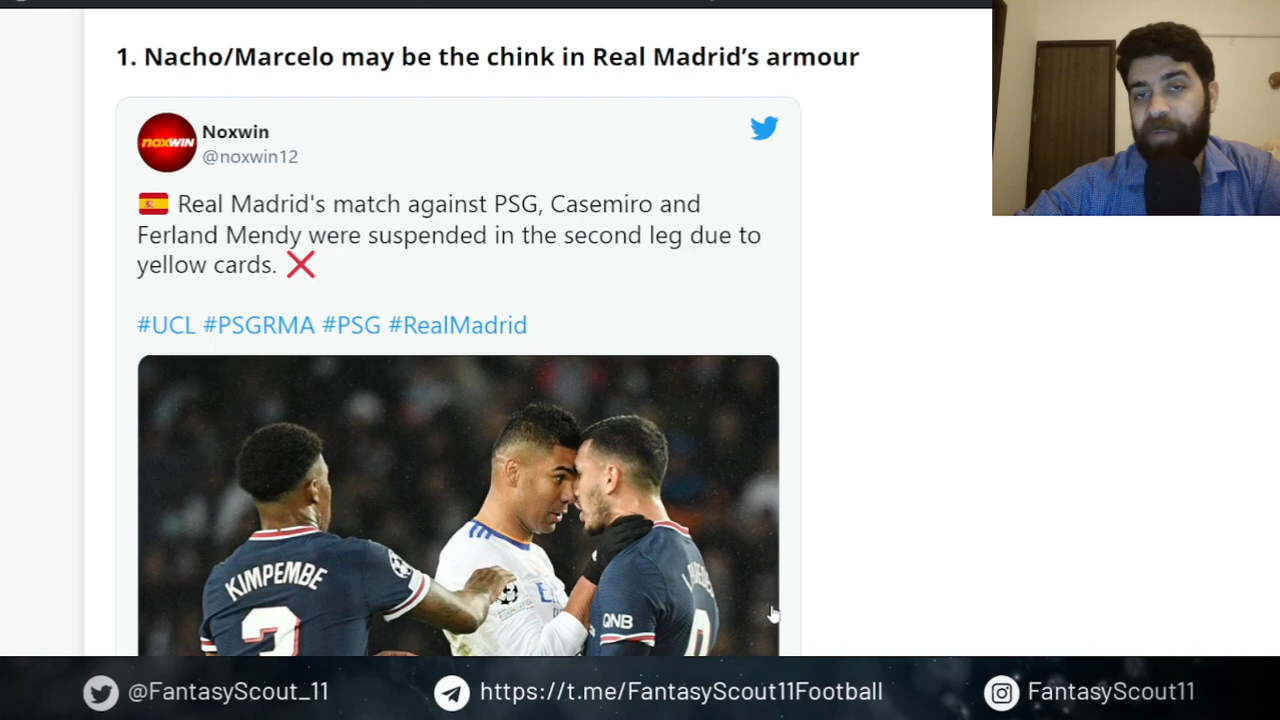 1. Nacho/Marcelo may be the chink in Real Madrid’s armour
noxwin
Noxwin
@noxwin12
Real Madrid's match against PSG, Casemiro and
Ferland Mendy were suspended in the second leg due to
yellow cards.
#UCL #PSGRMA #PSG #RealMadrid
KIMPEMBE
3
QNB
@FantasyScout_11
https://t.me/FantasyScout11Football
FantasyScout11